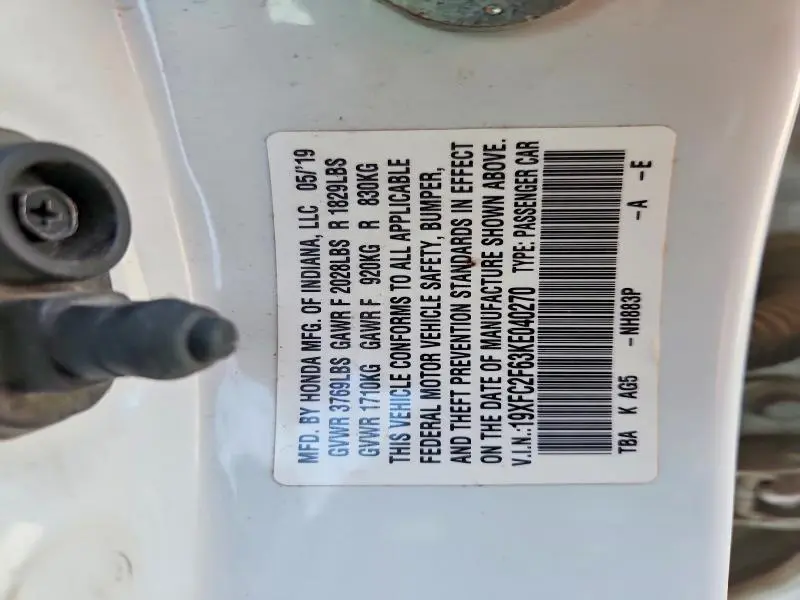 MFD. BY HONDA MFG. OF INDIANA, LLC 05/'19
GVWR 3769LBS GAWR F 2028LBS R 1829LBS
GVWR 1710KG GAWR F 920KG R 830KG
THIS VEHICLE CONFORMS TO ALL APPLICABLE
FEDERAL MOTOR VEHICLE SAFETY, BUMPER,
AND THEFT PREVENTION STANDARDS IN EFFECT
ON THE DATE OF MANUFACTURE SHOWN ABOVE.
V.I.N.:19XFC2F63KE040270 TYPE: PASSENGER CAR
TBA K AG5 -NH883P -A -E